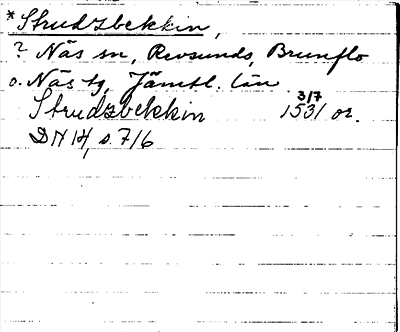 *Strudzbekkin,
? Näs sn, Revsunds, Brunflo
o. Näs tg, Jämtl. län
Strudzbekkin 3/7 1531 or.
DN 14, s. 716